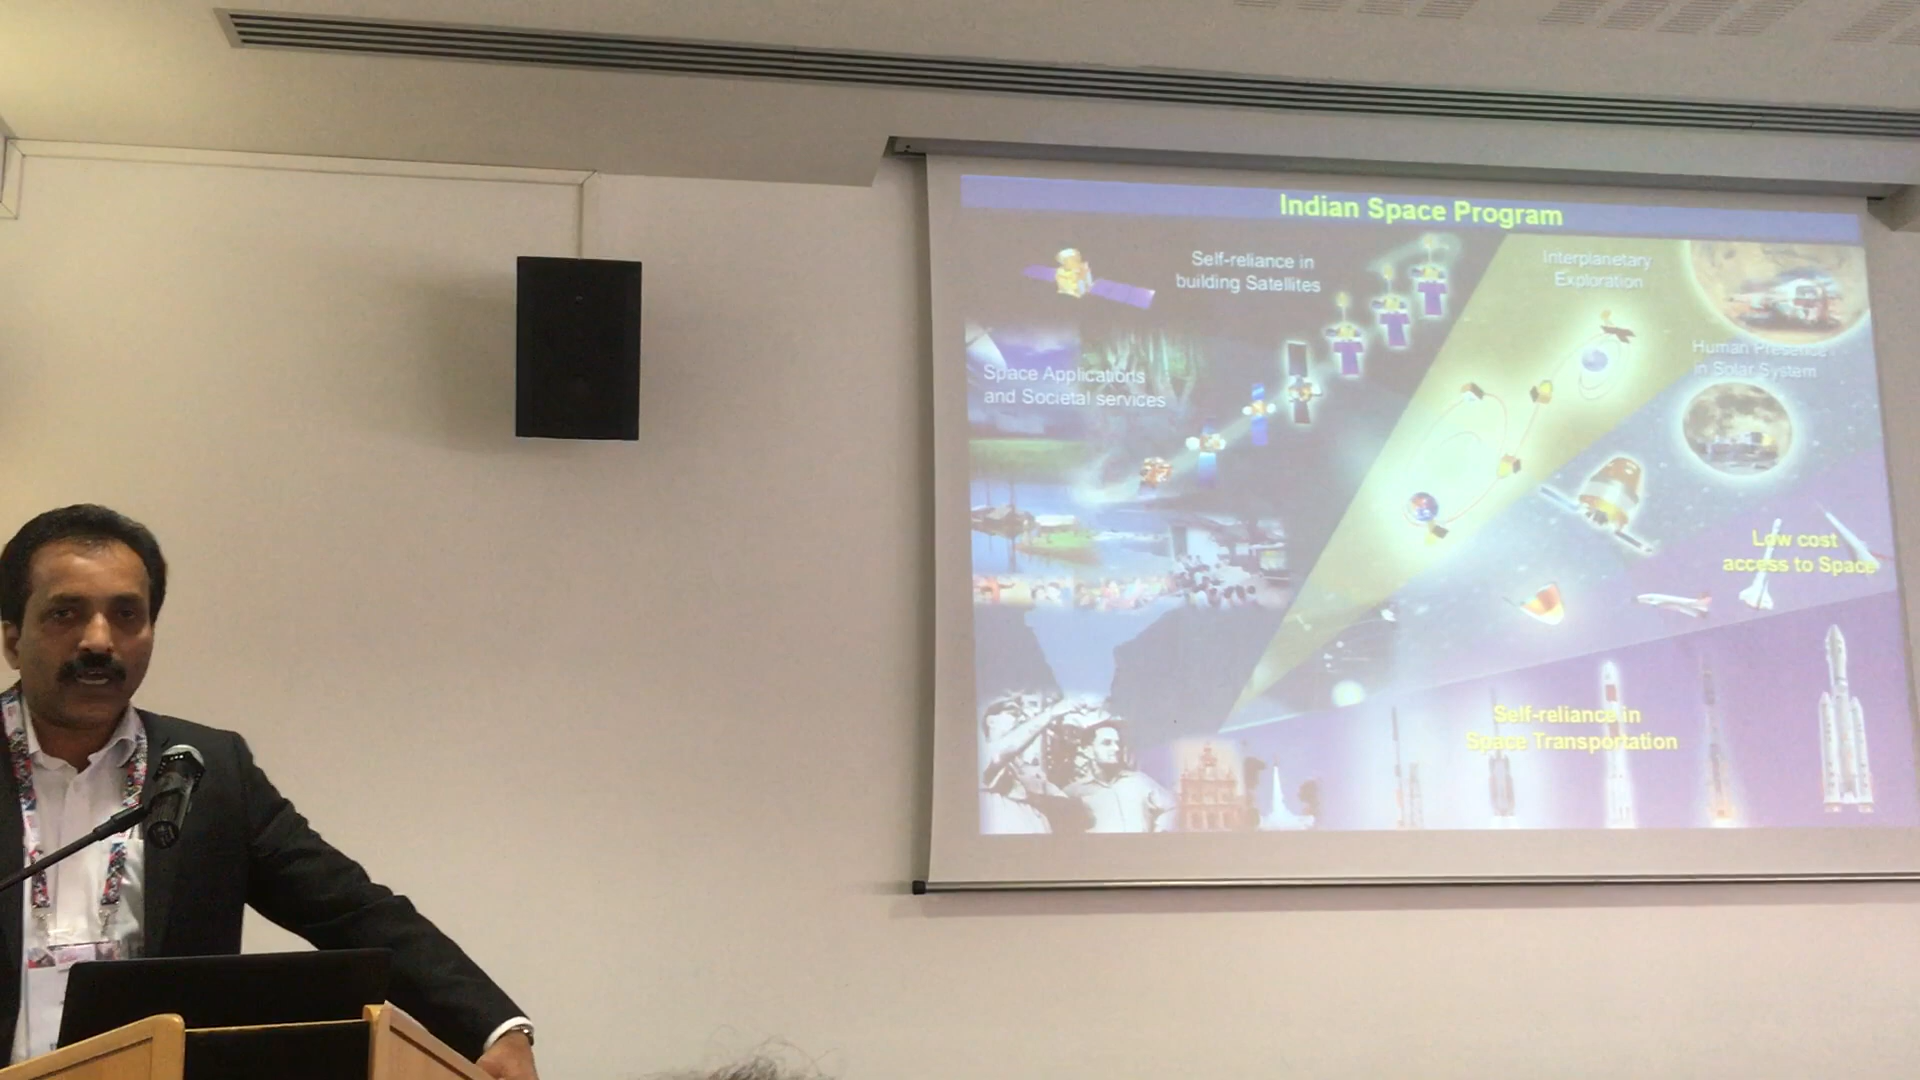 Indian Space Program
Self-reliance in
building Satellites
Interplanetary
Exploration
Human Presence
in Solar System
Space Applications
and Societal services
Low cost
access to Space
Self-reliance in
Space Transportation